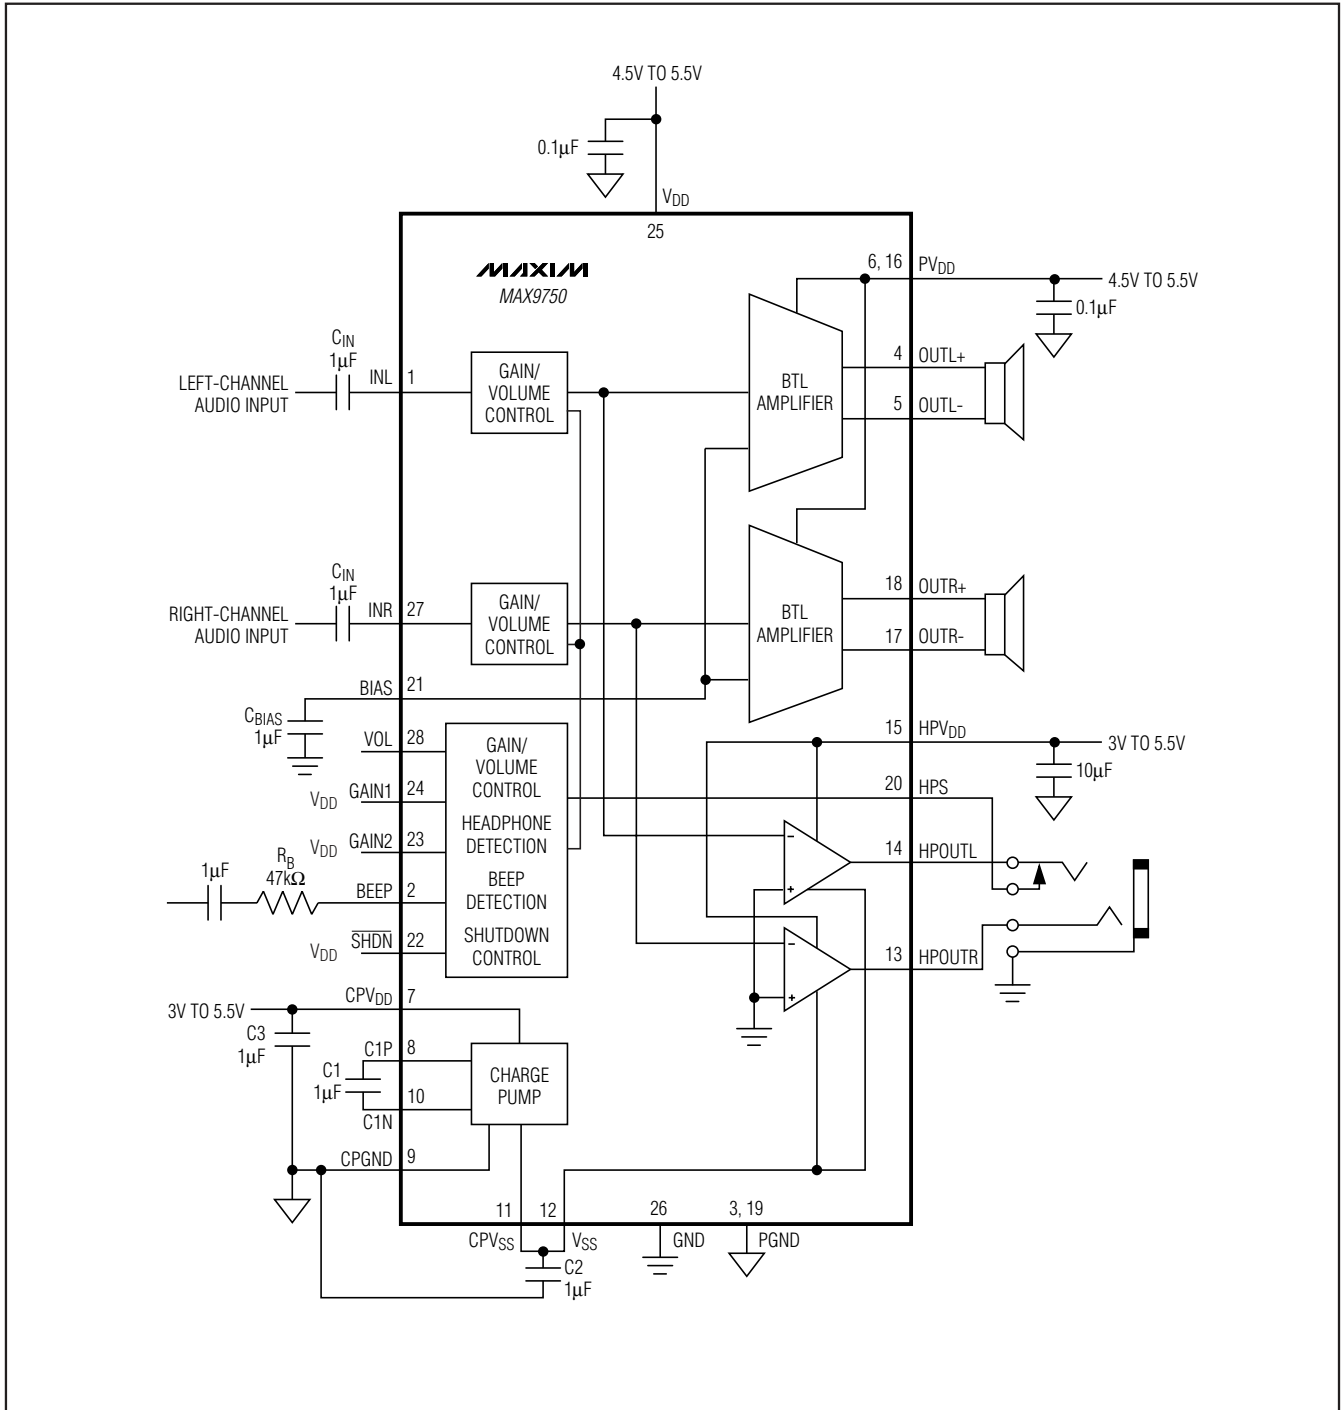 4.5V TO 5.5V
0.1µF
VDD
25
MAXIM
MAX9750
6, 16
PVDD
4.5V TO 5.5V
0.1µF
CIN
1µF
LEFT-CHANNEL
AUDIO INPUT
INL
1
GAIN/
VOLUME
CONTROL
BTL
AMPLIFIER
4
OUTL+
5
OUTL-
CIN
1µF
RIGHT-CHANNEL
AUDIO INPUT
INR
27
GAIN/
VOLUME
CONTROL
BTL
AMPLIFIER
18
OUTR+
17
OUTR-
BIAS
21
CBIAS
1µF
VOL
28
VDD
GAIN1
24
VDD
GAIN2
23
1µF
RB
47kΩ
BEEP
2
VDD
SHDN
22
GAIN/
VOLUME
CONTROL
HEADPHONE
DETECTION
BEEP
DETECTION
SHUTDOWN
CONTROL
15
HPVDD
3V TO 5.5V
10µF
20
HPS
−
+
14
HPOUTL
−
+
13
HPOUTR
3V TO 5.5V
CPVDD
7
C3
1µF
C1P
8
C1
1µF
10
C1N
CHARGE
PUMP
CPGND
9
11
CPVSS
12
VSS
C2
1µF
26
GND
3, 19
PGND